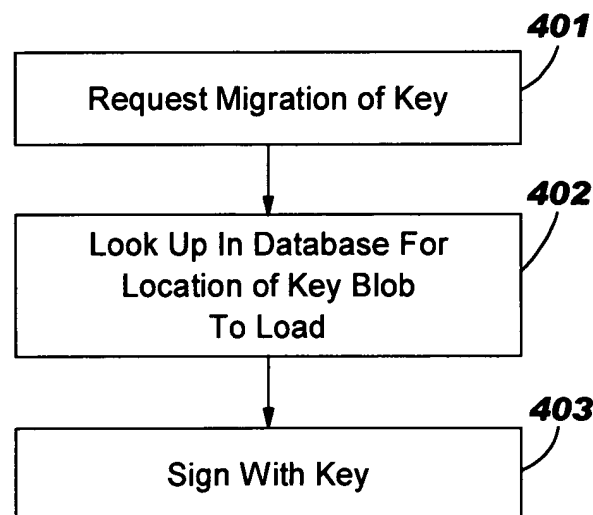 401
Request Migration of Key
402
Look Up In Database For
Location of Key Blob
To Load
403
Sign With Key